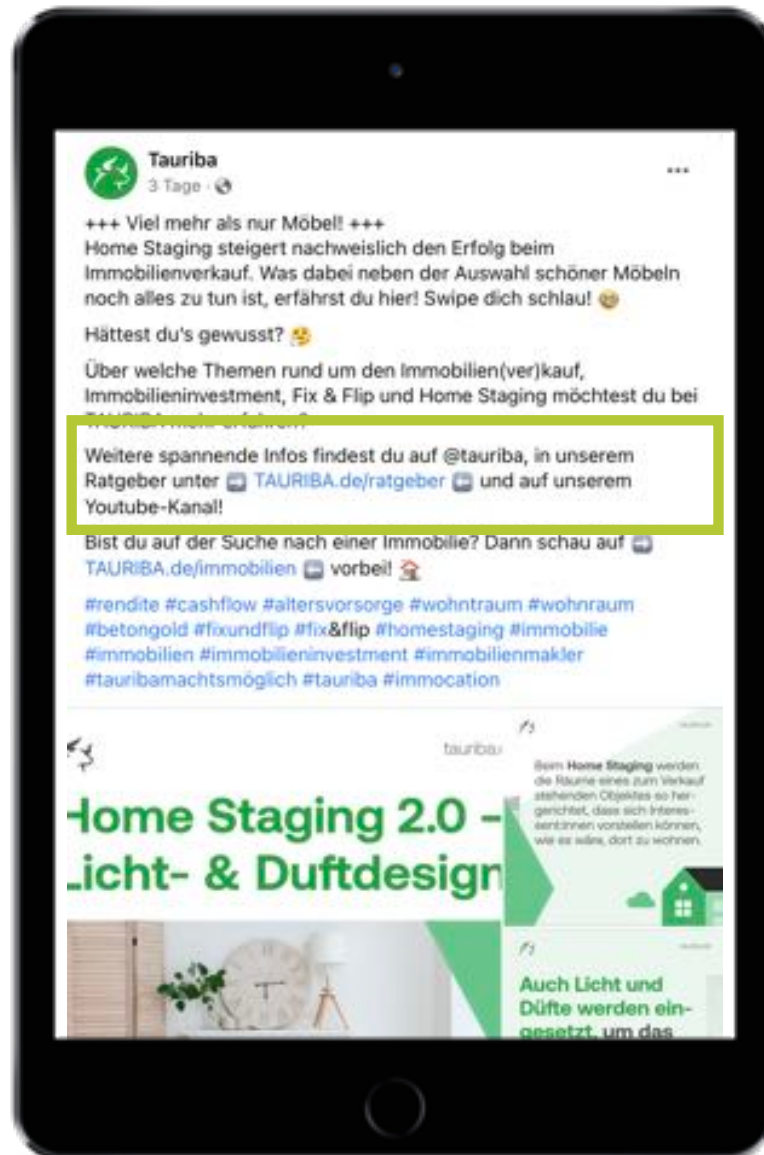 Tauriba
3 Tage ·
+++ Viel mehr als nur Möbel! +++
Home Staging steigert nachweislich den Erfolg beim
Immobilienverkauf. Was dabei neben der Auswahl schöner Möbeln
noch alles zu tun ist, erfährst du hier! Swipe dich schlau! 🤓
Hättest du's gewusst? 🤔
Über welche Themen rund um den Immobilien(ver)kauf,
Immobilieninvestment, Fix & Flip und Home Staging möchtest du bei
TAURIBA mehr erfahren?
Weitere spannende Infos findest du auf @tauriba, in unserem
Ratgeber unter ➡️ TAURIBA.de/ratgeber ⬅️ und auf unserem
Youtube-Kanal!
Bist du auf der Suche nach einer Immobilie? Dann schau auf ➡️
TAURIBA.de/immobilien ⬅️ vorbei! 🏠
#rendite #cashflow #altersvorsorge #wohntraum #wohnraum
#betongold #fixundflip #fix&flip #homestaging #immobilie
#immobilien #immobilieninvestment #immobilienmakler
#tauribamachtsmöglich #tauriba #immocation
tauriba
Home Staging 2.0 –
Licht- & Duftdesign
Beim Home Staging werden
die Räume eines zum Verkauf
stehenden Objektes so her-
gerichtet, dass sich Interes-
sent:innen vorstellen können,
wie es wäre, dort zu wohnen.
Auch Licht und
Düfte werden ein-
gesetzt, um das